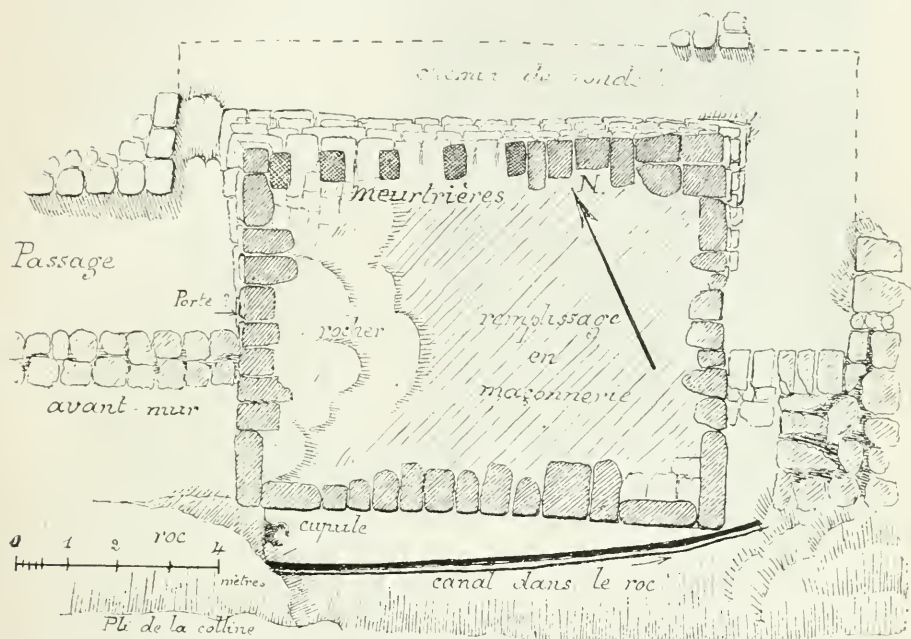 chemin de ronde
meurtrières
N.
Passage
Porte ?
rocher
remplissage
en
maçonnerie
avant-mur
cupule
0 1 2 4
roc
mètres
canal dans le roc
Pli de la colline